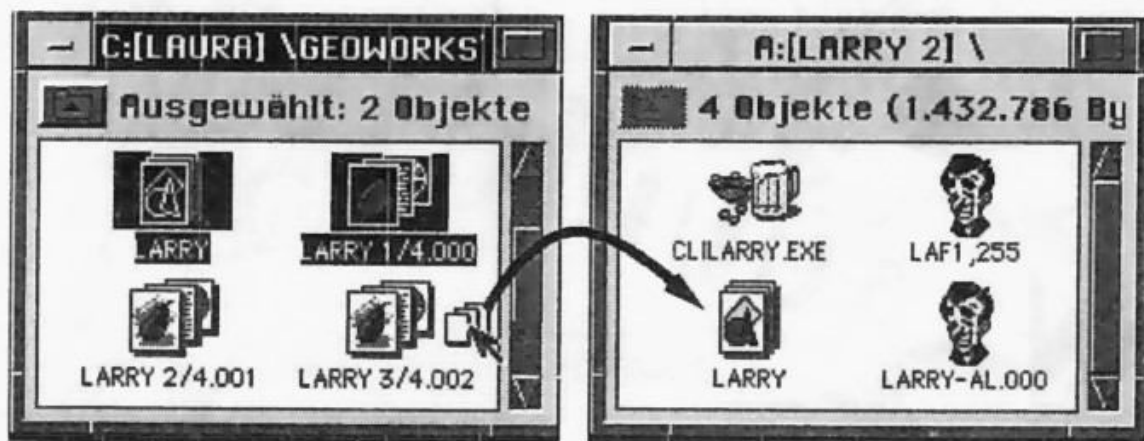 C:[LAURA] \GEOWORKS
Ausgewählt: 2 Objekte
LARRY
LARRY 1/4.000
LARRY 2/4.001
LARRY 3/4.002
A:[LARRY 2] \
4 Objekte (1.432.786 By
CLILARRY.EXE
LAF1,255
LARRY
LARRY-AL.000